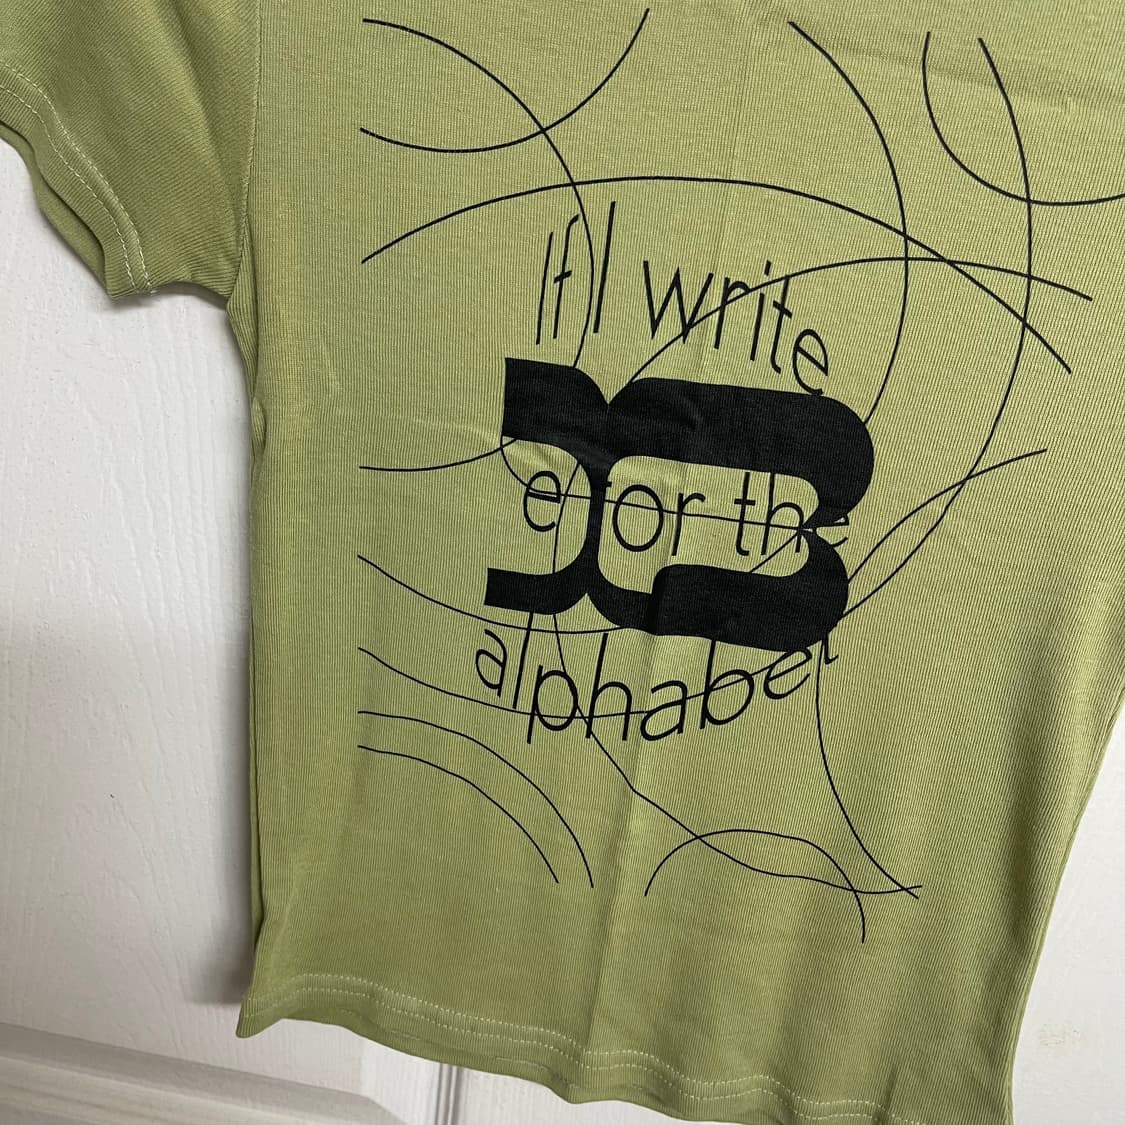 If I write
e for the
alphabet